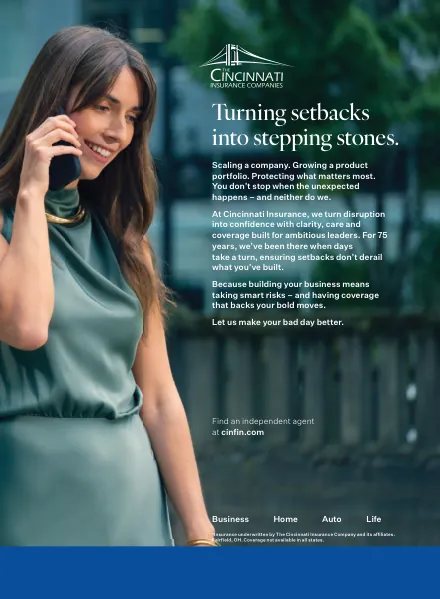 THE
CINCINNATI
INSURANCE COMPANIES
Turning setbacks
into stepping stones.
Scaling a company. Growing a product
portfolio. Protecting what matters most.
You don't stop when the unexpected
happens – and neither do we.
At Cincinnati Insurance, we turn disruption
into confidence with clarity, care and
coverage built for ambitious leaders. For 75
years, we've been there when days
take a turn, ensuring setbacks don't derail
what you've built.
Because building your business means
taking smart risks – and having coverage
that backs your bold moves.
Let us make your bad day better.
Find an independent agent
at cinfin.com
Business Home Auto Life
Insurance underwritten by The Cincinnati Insurance Company and its affiliates.
OH. Coverage not available in all states.